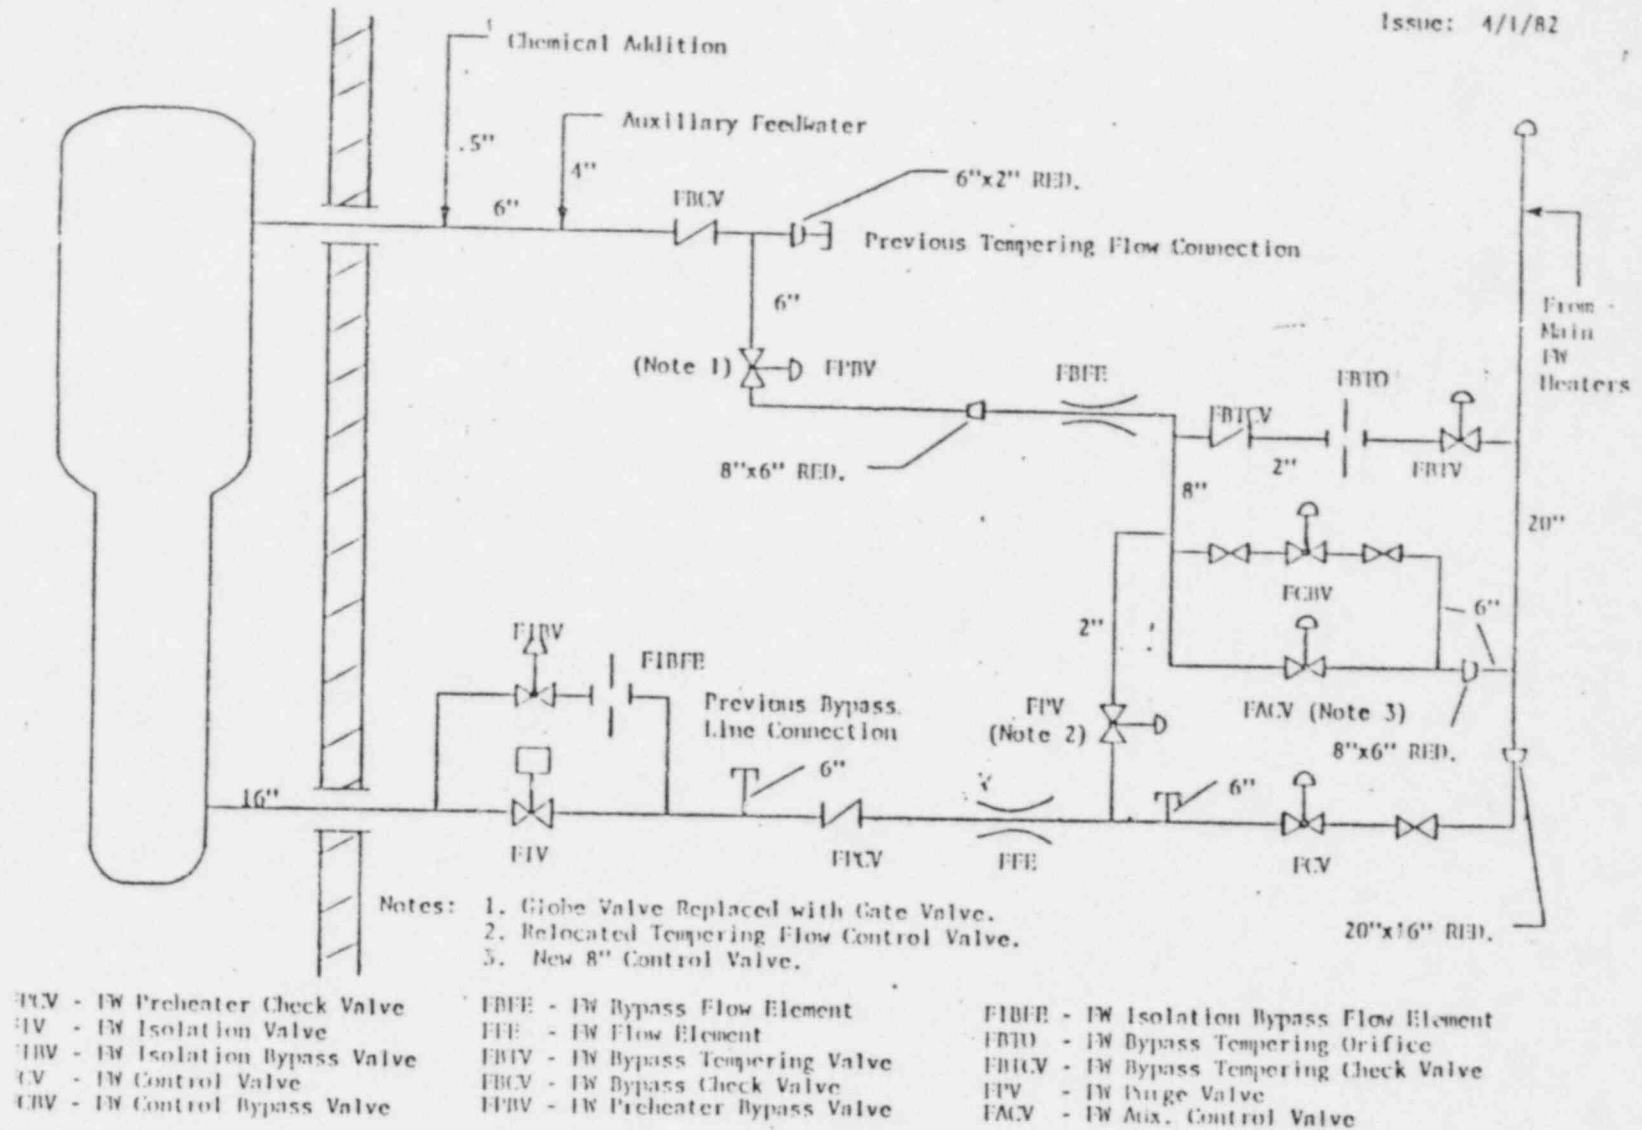 Issue: 4/1/82
Chemical Addition
.5"
Auxiliary Feedwater
4"
6"
6"x2" RED.
FBCV
Previous Tempering Flow Connection
6"
From
Main
FW
Heaters
(Note 1)
FPBV
FBFE
FBTO
FBTCV
2"
FBTV
8"x6" RED.
8"
20"
FCBV
6"
2"
FIBV
FIBFE
Previous Bypass
Line Connection
FPV
(Note 2)
FACV (Note 3)
8"x6" RED.
6"
6"
16"
FIV
FPCV
FFE
FCV
20"x16" RED.
Notes: 1. Globe Valve Replaced with Gate Valve.
2. Relocated Tempering Flow Control Valve.
3. New 8" Control Valve.
FPCV - FW Preheater Check Valve
FIV - FW Isolation Valve
FIBV - FW Isolation Bypass Valve
FCV - FW Control Valve
FCBV - FW Control Bypass Valve
FBFE - FW Bypass Flow Element
FFE - FW Flow Element
FBTV - FW Bypass Tempering Valve
FBCV - FW Bypass Check Valve
FPBV - FW Preheater Bypass Valve
FIBFE - FW Isolation Bypass Flow Element
FBTO - FW Bypass Tempering Orifice
FBTCV - FW Bypass Tempering Check Valve
FPV - FW Purge Valve
FACV - FW Aux. Control Valve